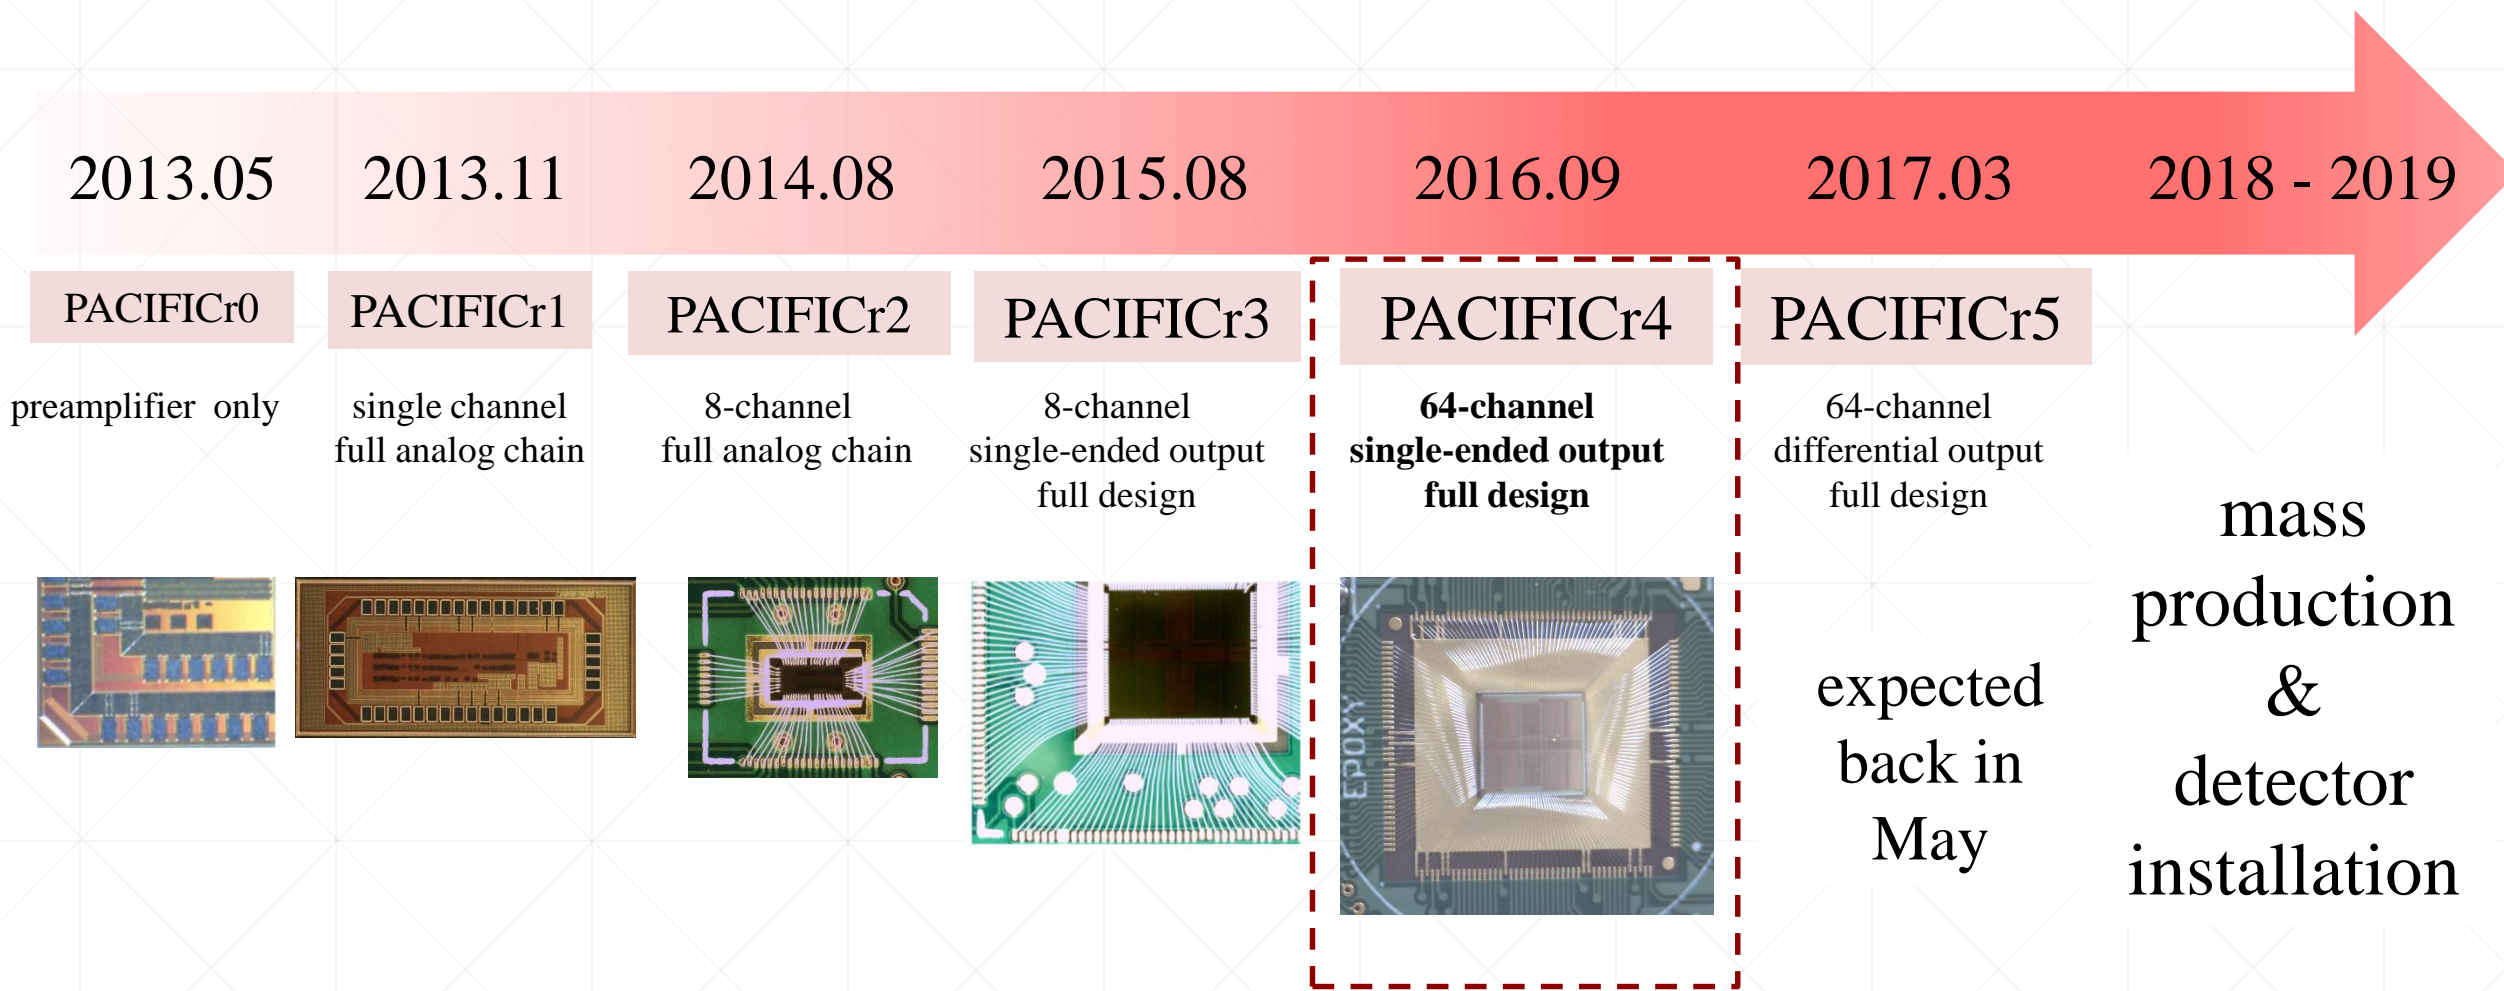 2013.05
2013.11
2014.08
2015.08
2016.09
2017.03
2018 - 2019
PACIFICr0
PACIFICr1
PACIFICr2
PACIFICr3
PACIFICr4
PACIFICr5
preamplifier only
single channel
full analog chain
8-channel
full analog chain
8-channel
single-ended output
full design
64-channel
single-ended output
full design
64-channel
differential output
full design
EPOXY
expected
back in
May
mass
production
&
detector
installation